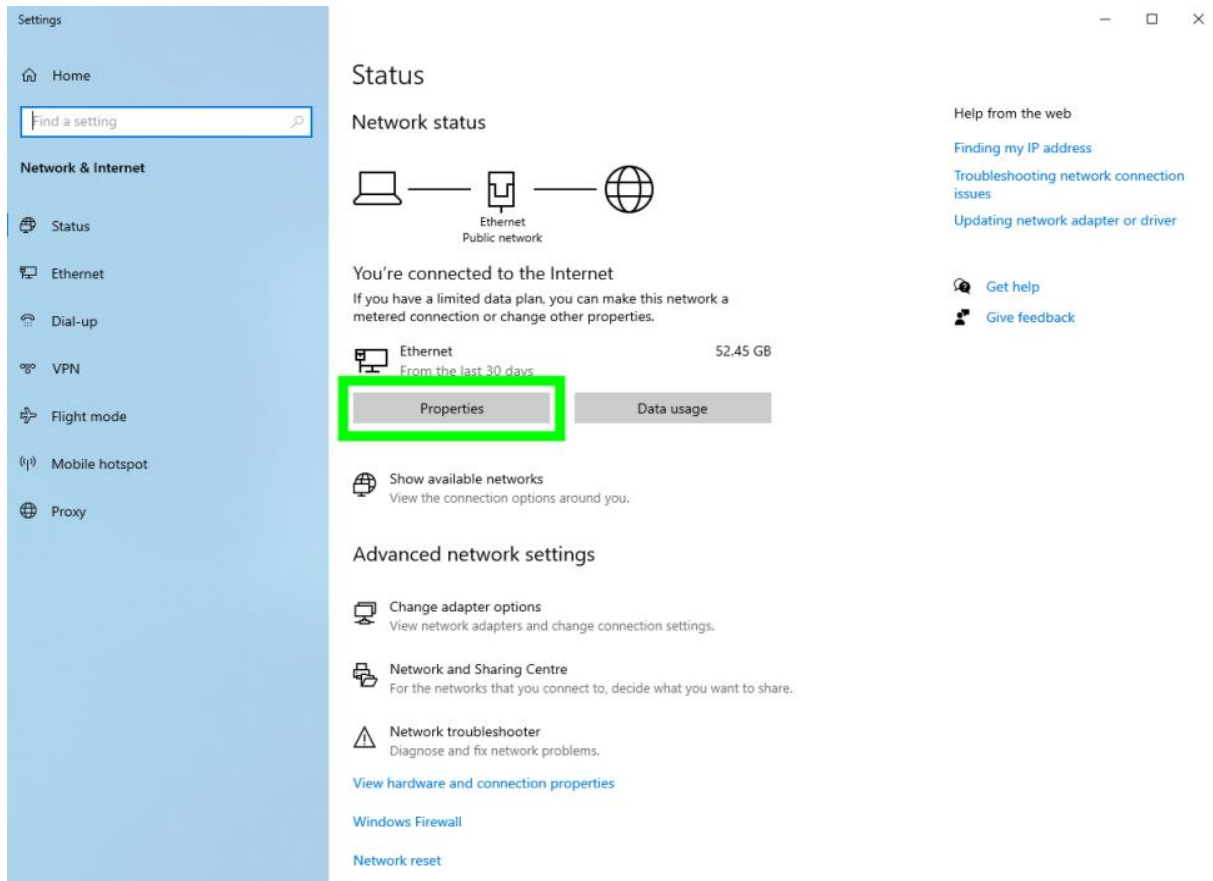 Settings
Home
Find a setting
Network & Internet
Status
Ethernet
Dial-up
VPN
Flight mode
Mobile hotspot
Proxy
Status
Network status
Ethernet
Public network
You're connected to the Internet
If you have a limited data plan, you can make this network a
metered connection or change other properties.
Ethernet 52.45 GB
From the last 30 days
Properties Data usage
Show available networks
View the connection options around you.
Advanced network settings
Change adapter options
View network adapters and change connection settings.
Network and Sharing Centre
For the networks that you connect to, decide what you want to share.
Network troubleshooter
Diagnose and fix network problems.
View hardware and connection properties
Windows Firewall
Network reset
Help from the web
Finding my IP address
Troubleshooting network connection
issues
Updating network adapter or driver
Get help
Give feedback